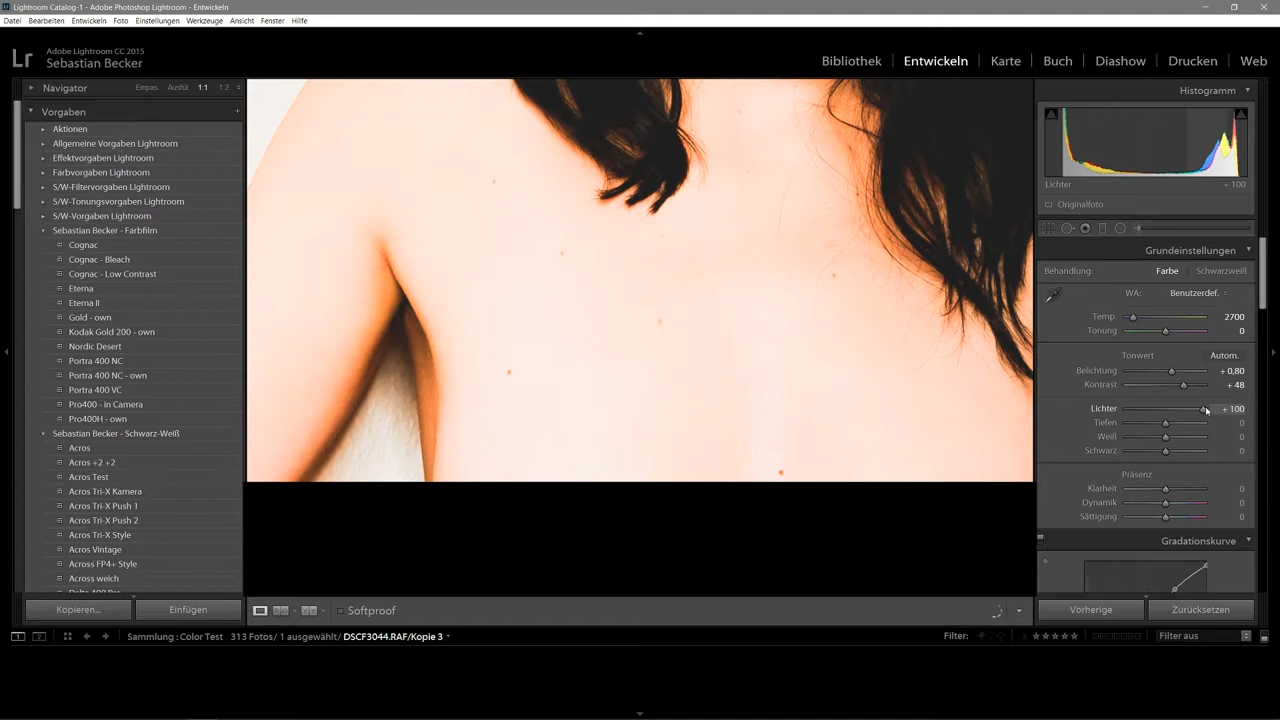 Lightroom Catalog-1 - Adobe Photoshop Lightroom - Entwickeln
Datei Bearbeiten Entwickeln Foto Einstellungen Werkzeuge Ansicht Fenster Hilfe
Lr
Adobe Lightroom CC 2015
Sebastian Becker
Bibliothek Entwickeln Karte Buch Diashow Drucken Web
Navigator Einpas Ausfül. 1:1 1:2
Vorgaben +
Aktionen
Allgemeine Vorgaben Lightroom
Effektvorgaben Lightroom
Farbvorgaben Lightroom
S/W-Filtervorgaben Lightroom
S/W-Tonungsvorgaben Lightroom
S/W-Vorgaben Lightroom
Sebastian Becker - Farbfilm
Cognac
Cognac - Bleach
Cognac - Low Contrast
Eterna
Eterna II
Gold - own
Kodak Gold 200 - own
Nordic Desert
Portra 400 NC
Portra 400 NC - own
Portra 400 VC
Pro400 - in Camera
Pro400H - own
Sebastian Becker - Schwarz-Weiß
Acros
Acros +2 +2
Acros Test
Acros Tri-X Kamera
Acros Tri-X Push 1
Acros Tri-X Push 2
Acros Tri-X Style
Acros Vintage
Across FP4+ Style
Across weich
Kopieren... Einfügen
Histogramm
Lichter + 100
Originalfoto
Grundeinstellungen
Behandlung: Farbe Schwarzweiß
WA: Benutzerdef.
Temp. 2700
Tonung 0
Tonwert Autom.
Belichtung + 0,80
Kontrast + 48
Lichter + 100
Tiefen 0
Weiß 0
Schwarz 0
Präsenz
Klarheit 0
Dynamik 0
Sättigung 0
Gradationskurve
Softproof
Vorherige Zurücksetzen
1 2 Sammlung : Color Test 313 Fotos/ 1 ausgewählt/ DSCF3044.RAF/Kopie 3 Filter: Filter aus